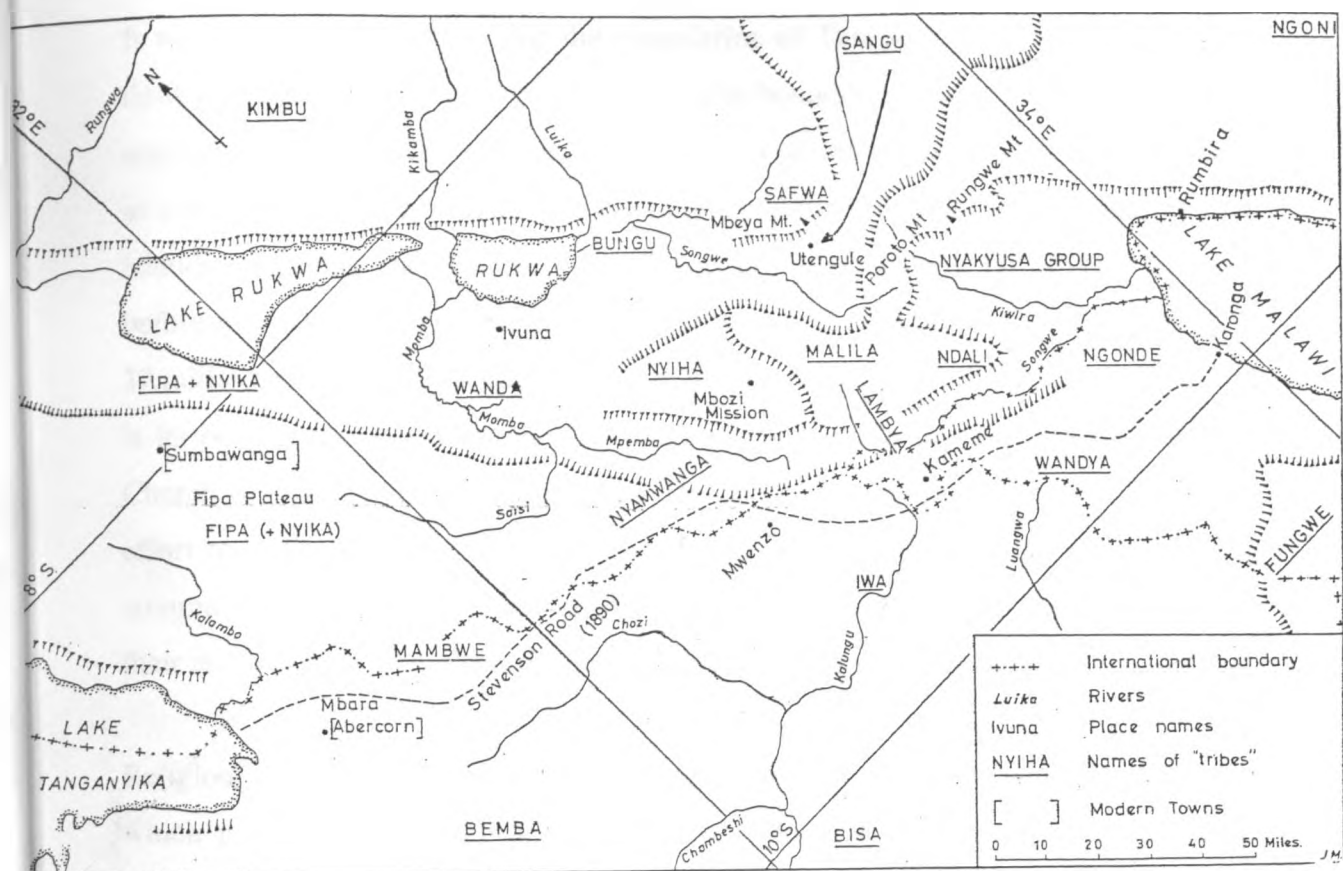 NGONI
SANGU
N
KIMBU
32°E
Rungwa
Kikamba
Luika
34°E
Rungwe Mt
Rumbira
SAFWA
Mbeya Mt.
Poroto Mt
BUNGU
Songwe
Utengule
NYAKYUSA GROUP
LAKE RUKWA
RUKWA
LAKE MALAWI
Momba
Ivuna
Kiwira
Karonga
FIPA + NYIKA
WANDA
NYIHA
MALILA
NDALI
Songwe
NGONDE
Mbozi
Mission
Momba
Mpemba
LAMBYA
Kameme
[Sumbawanga]
WANDYA
Fipa Plateau
FIPA (+ NYIKA)
Saisi
NYAMWANGA
Mwenzo
Luangwa
FUNGWE
8° S.
IWA
Kalambo
Stevenson Road
(1890)
Chozi
Kalungu
MAMBWE
Mbara
[Abercorn]
LAKE
TANGANYIKA
BEMBA
Chambeshi
10° S.
BISA
International boundary
Luika Rivers
Ivuna Place names
NYIHA Names of "tribes"
[ ] Modern Towns
0 10 20 30 40 50 Miles.
J M